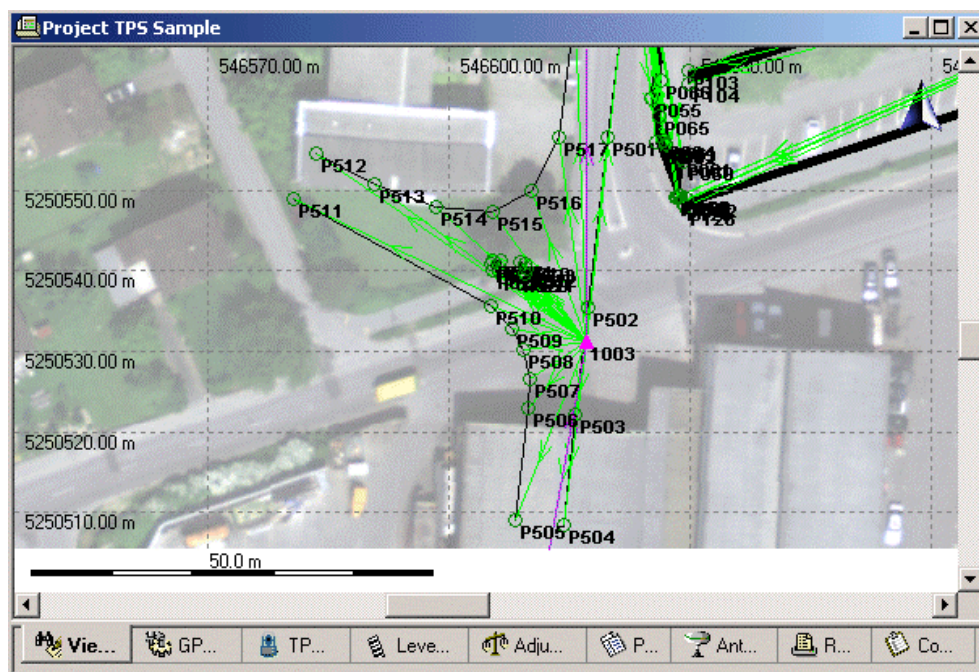 Project TPS Sample
546570.00 m
546600.00 m
P103
P104
P066
P055
P065
P517
P501
P512
P513
P511
5250550.00 m
P514
P516
P515
5250540.00 m
P510
P502
P509
1003
5250530.00 m
P508
P507
P506
P503
5250520.00 m
5250510.00 m
P505
P504
50.0 m
Vie... GP... TP... Leve... Adju... P... Ant... R... Co...